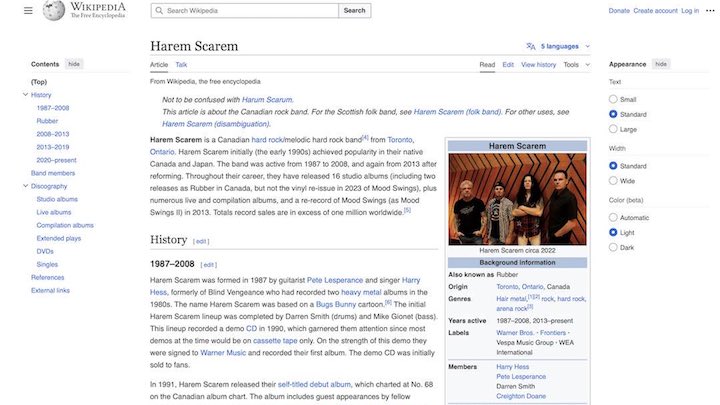 WIKIPEDIA
The Free Encyclopedia
Search Wikipedia
Search
Donate Create account Log in
Harem Scarem
5 languages
Article Talk
Read Edit View history Tools
From Wikipedia, the free encyclopedia
Contents hide
(Top)
History
1987–2008
Rubber
2008–2013
2013–2019
2020–present
Band members
Discography
Studio albums
Live albums
Compilation albums
Extended plays
DVDs
Singles
References
External links
Not to be confused with Harum Scarum.
This article is about the Canadian rock band. For the Scottish folk band, see Harem Scarem (folk band). For other uses, see
Harem Scarem (disambiguation).
Harem Scarem is a Canadian hard rock/melodic hard rock band[4] from Toronto,
Ontario. Harem Scarem initially (the early 1990s) achieved popularity in their native
Canada and Japan. The band was active from 1987 to 2008, and again from 2013 after
reforming. Throughout their career, they have released 16 studio albums (including two
releases as Rubber in Canada, but not the vinyl re-issue in 2023 of Mood Swings), plus
numerous live and compilation albums, and a re-record of Mood Swings (as Mood
Swings II) in 2013. Totals record sales are in excess of one million worldwide.[5]
History [edit]
1987–2008 [edit]
Harem Scarem was formed in 1987 by guitarist Pete Lesperance and singer Harry
Hess, formerly of Blind Vengeance who had recorded two heavy metal albums in the
1980s. The name Harem Scarem was based on a Bugs Bunny cartoon.[6] The initial
Harem Scarem lineup was completed by Darren Smith (drums) and Mike Gionet (bass).
This lineup recorded a demo CD in 1990, which garnered them attention since most
demos at the time would be on cassette tape only. On the strength of this demo they
were signed to Warner Music and recorded their first album. The demo CD was initially
sold to fans.
In 1991, Harem Scarem released their self-titled debut album, which charted at No. 68
on the Canadian album chart. The album includes guest appearances by fellow
Harem Scarem
Harem Scarem circa 2022
Background information
Also known as Rubber
Origin Toronto, Ontario, Canada
Genres Hair metal,[1][2] rock, hard rock,
arena rock[3]
Years active 1987–2008, 2013–present
Labels Warner Bros. · Frontiers ·
Vespa Music Group · WEA
International
Members Harry Hess
Pete Lesperance
Darren Smith
Creighton Doane
Appearance hide
Text
Small
Standard
Large
Width
Standard
Wide
Color (beta)
Automatic
Light
Dark